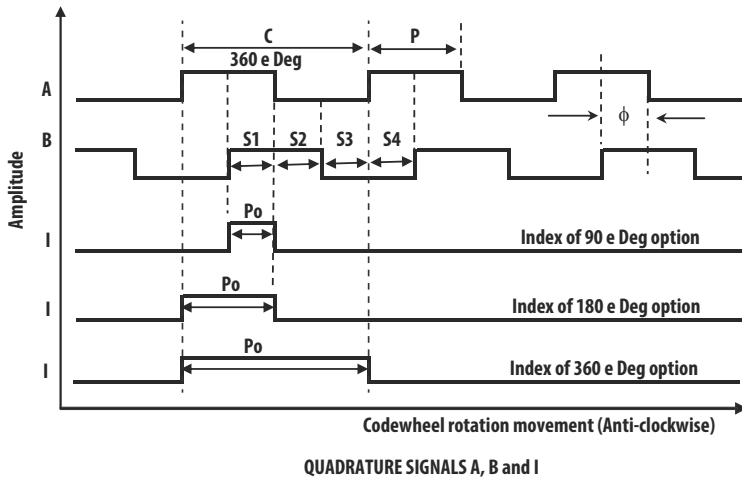 C
P
360 e Deg
A
ϕ
B
S1 S2 S3 S4
Amplitude
Po
I
Index of 90 e Deg option
Po
I
Index of 180 e Deg option
Po
I
Index of 360 e Deg option
Codewheel rotation movement (Anti-clockwise)
QUADRATURE SIGNALS A, B and I